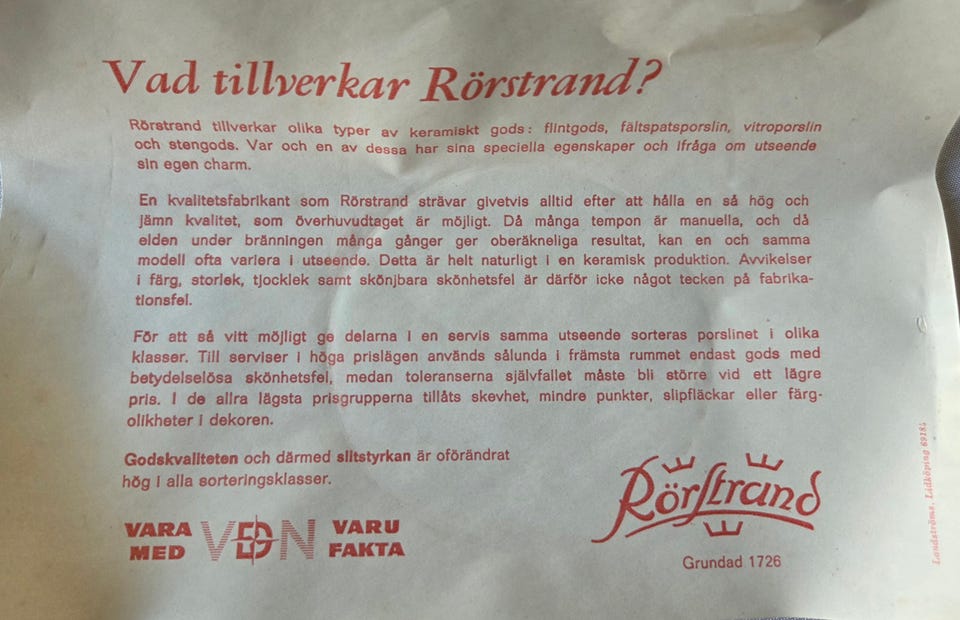 Vad tillverkar Rörstrand?
Rörstrand tillverkar olika typer av keramiskt gods: flintgods, fältspatsporslin, vitroporslin
och stengods. Var och en av dessa har sina speciella egenskaper och ifråga om utseende
sin egen charm.
En kvalitetsfabrikant som Rörstrand strävar givetvis alltid efter att hålla en så hög och
jämn kvalitet, som överhuvudtaget är möjligt. Då många tempon är manuella, och då
elden under bränningen många gånger ger oberäkneliga resultat, kan en och samma
modell ofta variera i utseende. Detta är helt naturligt i en keramisk produktion. Avvikelser
i färg, storlek, tjocklek samt skönjbara skönhetsfel är därför icke något tecken på fabrika-
tionsfel.
För att så vitt möjligt ge delarna i en servis samma utseende sorteras porslinet i olika
klasser. Till serviser i höga prislägen används sålunda i främsta rummet endast gods med
betydelselösa skönhetsfel, medan toleranserna självfallet måste bli större vid ett lägre
pris. I de allra lägsta prisgrupperna tillåts skevhet, mindre punkter, slipfläckar eller färg-
olikheter i dekoren.
Godskvaliteten och därmed slitstyrkan är oförändrat
hög i alla sorteringsklasser.
VARA VDN VARU
MED FAKTA
Rörstrand
Grundad 1726
Landströms, Lidköping 69184